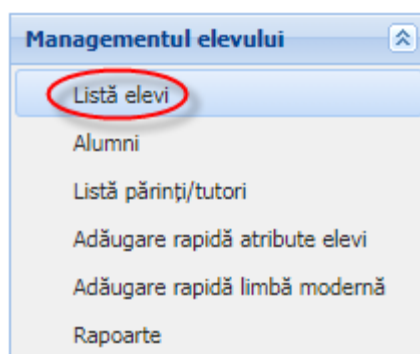 Managementul elevului
Listă elevi
Alumni
Listă părinți/tutori
Adăugare rapidă atribute elevi
Adăugare rapidă limbă modernă
Rapoarte